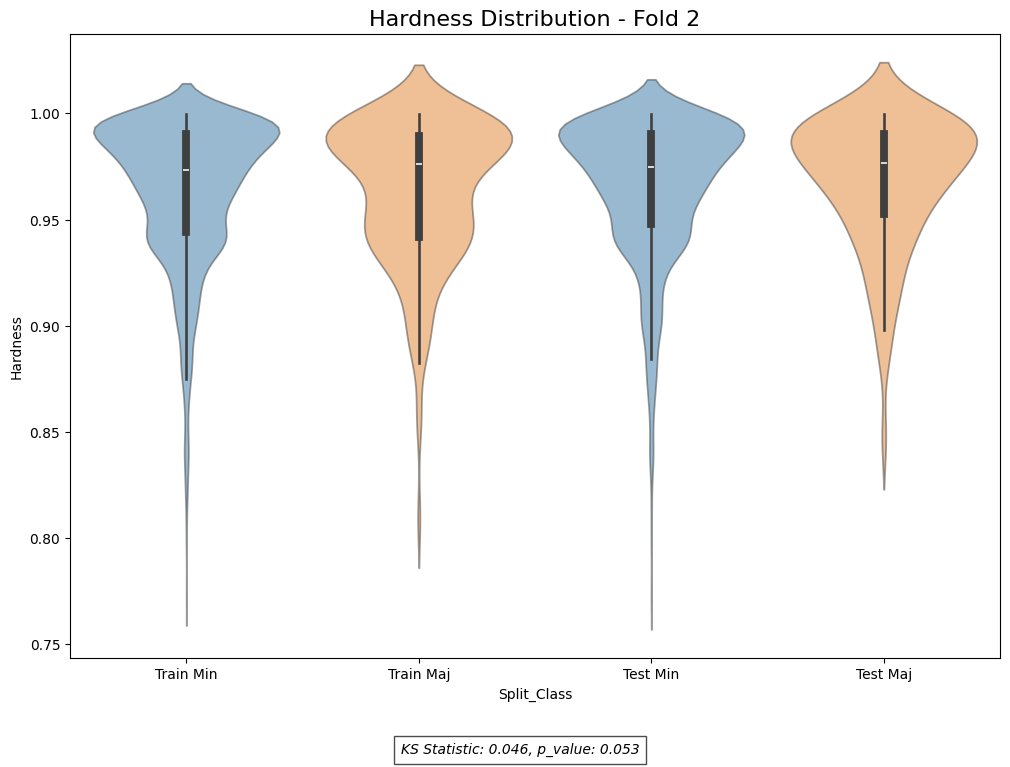 Hardness Distribution - Fold 2
Hardness
1.00
0.95
0.90
0.85
0.80
0.75
Train Min
Train Maj
Test Min
Test Maj
Split_Class
KS Statistic: 0.046, p_value: 0.053